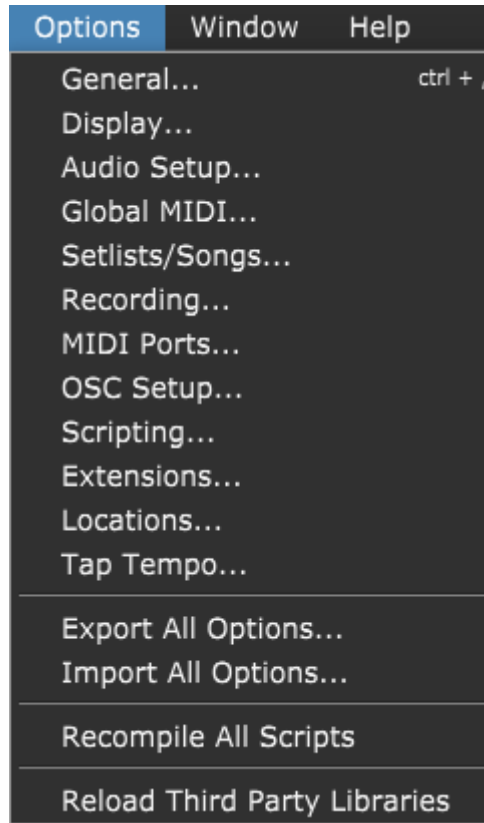 Options Window Help
General... ctrl + ,
Display...
Audio Setup...
Global MIDI...
Setlists/Songs...
Recording...
MIDI Ports...
OSC Setup...
Scripting...
Extensions...
Locations...
Tap Tempo...
Export All Options...
Import All Options...
Recompile All Scripts
Reload Third Party Libraries